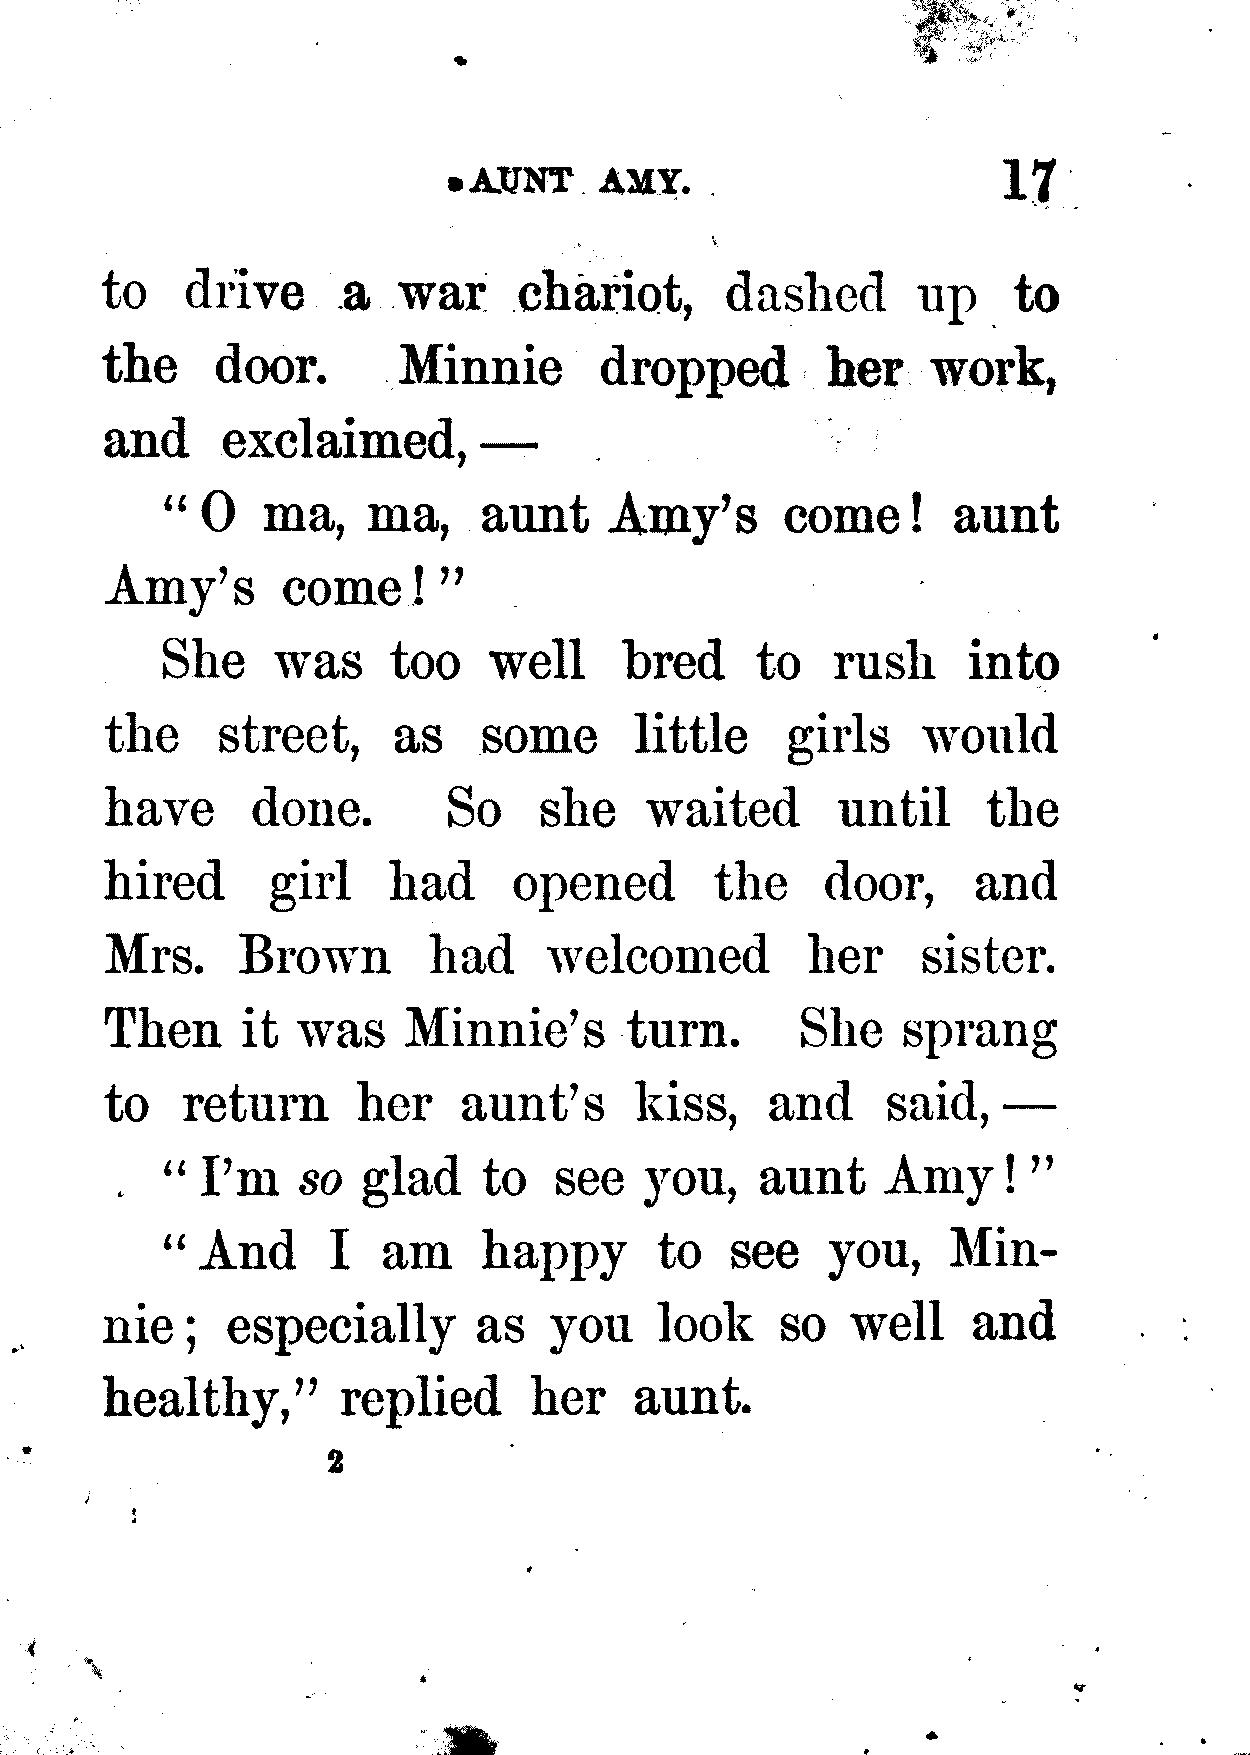 AUNT AMY. 17
to drive a war chariot, dashed up to
the door. Minnie dropped her work,
and exclaimed, —
“ O ma, ma, aunt Amy’s come! aunt
Amy’s come! ”
She was too well bred to rush into
the street, as some little girls would
have done. So she waited until the
hired girl had opened the door, and
Mrs. Brown had welcomed her sister.
Then it was Minnie’s turn. She sprang
to return her aunt’s kiss, and said, —
“ I’m so glad to see you, aunt Amy! ”
“ And I am happy to see you, Min-
nie; especially as you look so well and
healthy,” replied her aunt.
2